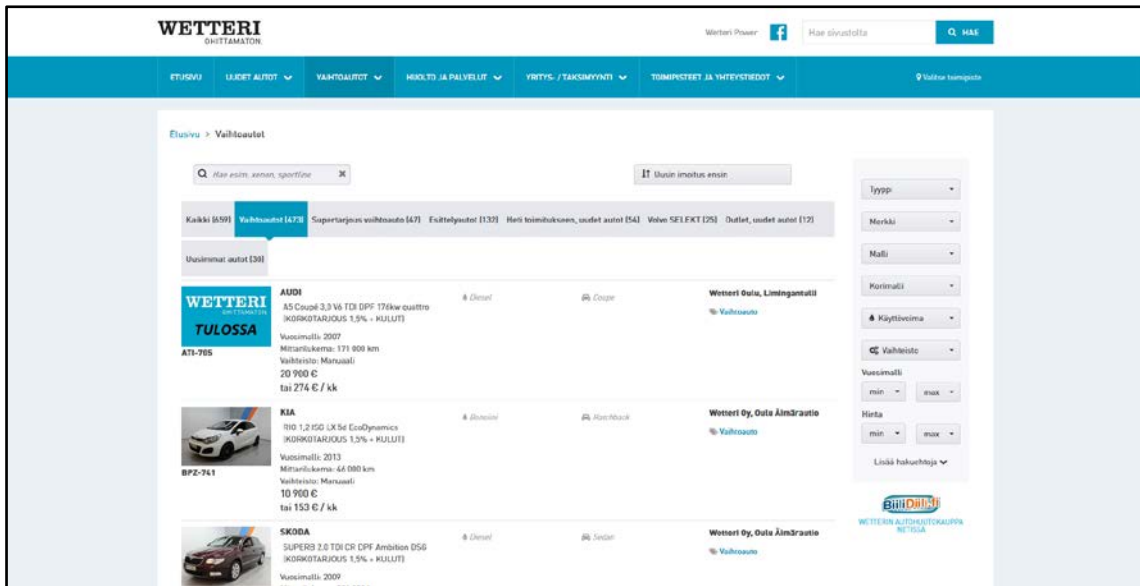 WETTERI
OHITTAMATON.
Wetteri Power
Hae sivustolta
HAE
ETUSIVU UUDET AUTOT VAIHTOAUTOT HUOLTO JA PALVELUT YRITYS- / TAKSIMYYNTI TOIMIPISTEET JA YHTEYSTIEDOT Valitse toimipiste
Etusivu > Vaihtoautot
Hae esim. xenon, sportline
Uusin ilmoitus ensin
Kaikki (659) Vaihtoautot (473) Supertarjous vaihtoauto (47) Esittelyautot (132) Heti toimitukseen, uudet autot (54) Volvo SELEKT (25) Outlet, uudet autot (12)
Uusimmat autot (30)
WETTERI
OHITTAMATON.
TULOSSA
ATI-705
AUDI
A5 Coupé 3,0 V6 TDI DPF 176kw quattro
(KORKOTARJOUS 1,5% + KULUT)
Vuosimalli: 2007
Mittarilukema: 171 000 km
Vaihteisto: Manuaali
20 900 €
tai 274 € / kk
Diesel
Coupe
Wetteri Oulu, Limingantulli
Vaihtoauto
BPZ-741
KIA
RIO 1,2 ISG LX 5d EcoDynamics
(KORKOTARJOUS 1,5% + KULUT)
Vuosimalli: 2013
Mittarilukema: 46 000 km
Vaihteisto: Manuaali
10 900 €
tai 153 € / kk
Bensiini
Hatchback
Wetteri Oy, Oulu Äimärautio
Vaihtoauto
SKODA
SUPERB 2.0 TDI CR DPF Ambition DSG
(KORKOTARJOUS 1,5% + KULUT)
Vuosimalli: 2009
Diesel
Sedan
Wetteri Oy, Oulu Äimärautio
Vaihtoauto
Tyyppi
Merkki
Malli
Korimalli
Käyttövoima
Vaihteisto
Vuosimalli
min max
Hinta
min max
Lisää hakuehtoja
BiiliDiili.fi
WETTERIN AUTOHUUTOKAUPPA
NETISSÄ